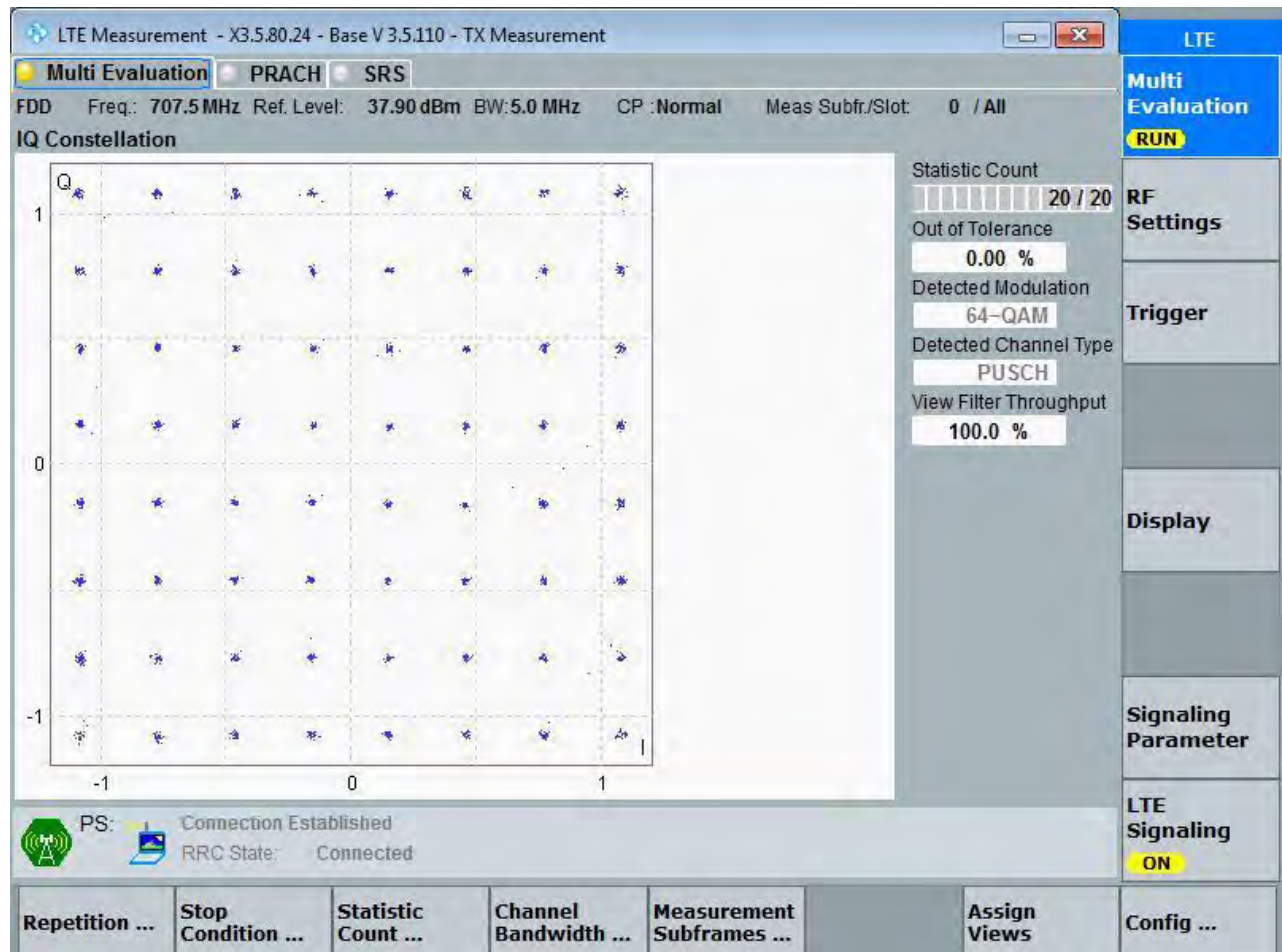 LTE Measurement - X3.5.80.24 - Base V 3.5.110 - TX Measurement
LTE
Multi Evaluation PRACH SRS
FDD Freq.: 707.5 MHz Ref. Level: 37.90 dBm BW: 5.0 MHz CP :Normal Meas Subfr./Slot: 0 / All
IQ Constellation
Q
1
0
-1
-1 0 1
I
Statistic Count
20 / 20
Out of Tolerance
0.00 %
Detected Modulation
64-QAM
Detected Channel Type
PUSCH
View Filter Throughput
100.0 %
Multi
Evaluation
RUN
RF
Settings
Trigger
Display
Signaling
Parameter
LTE
Signaling
ON
PS: Connection Established
RRC State: Connected
Repetition ...
Stop
Condition ...
Statistic
Count ...
Channel
Bandwidth ...
Measurement
Subframes ...
Assign
Views
Config ...